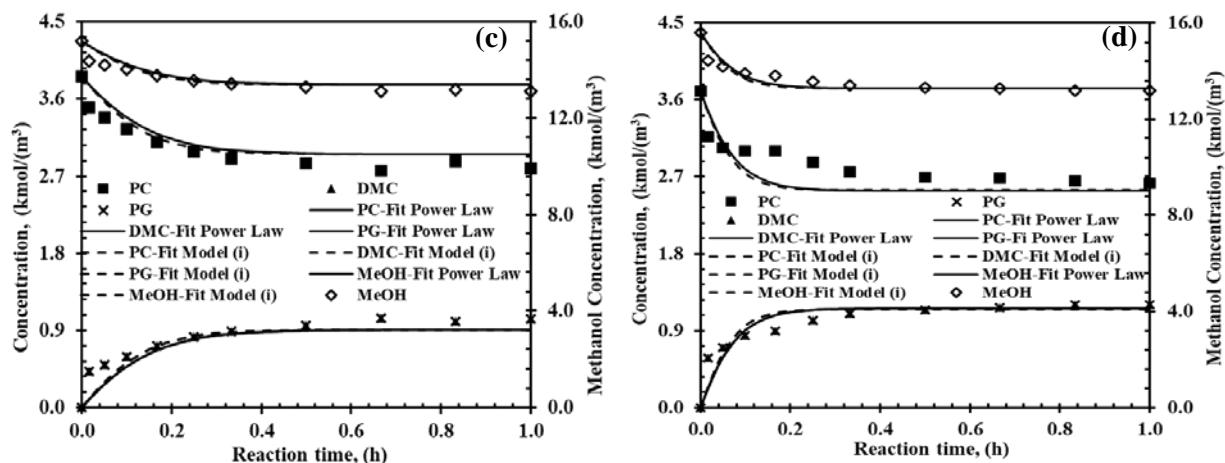 (c)
4.5
3.6
2.7
1.8
0.9
0.0
Concentration, (kmol/(m³)
16.0
12.0
8.0
4.0
0.0
Methanol Concentration, (kmol/(m³)
PC DMC
PG PC-Fit Power Law
DMC-Fit Power Law PG-Fit Power Law
PC-Fit Model (i) DMC-Fit Model (i)
PG-Fit Model (i) MeOH-Fit Power Law
MeOH-Fit Model (i) MeOH
0.0 0.2 0.4 0.6 0.8 1.0
Reaction time, (h)
(d)
4.5
3.6
2.7
1.8
0.9
0.0
Concentration, (kmol/(m³)
16.0
12.0
8.0
4.0
0.0
Methanol Concentration, (kmol/(m³)
PC PG
DMC PC-Fit Power Law
DMC-Fit Power Law PG-Fi Power Law
PC-Fit Model (i) DMC-Fit Model (i)
PG-Fit Model (i) MeOH-Fit Power Law
MeOH-Fit Model (i) MeOH
0.0 0.2 0.4 0.6 0.8 1.0
Reaction time, (h)